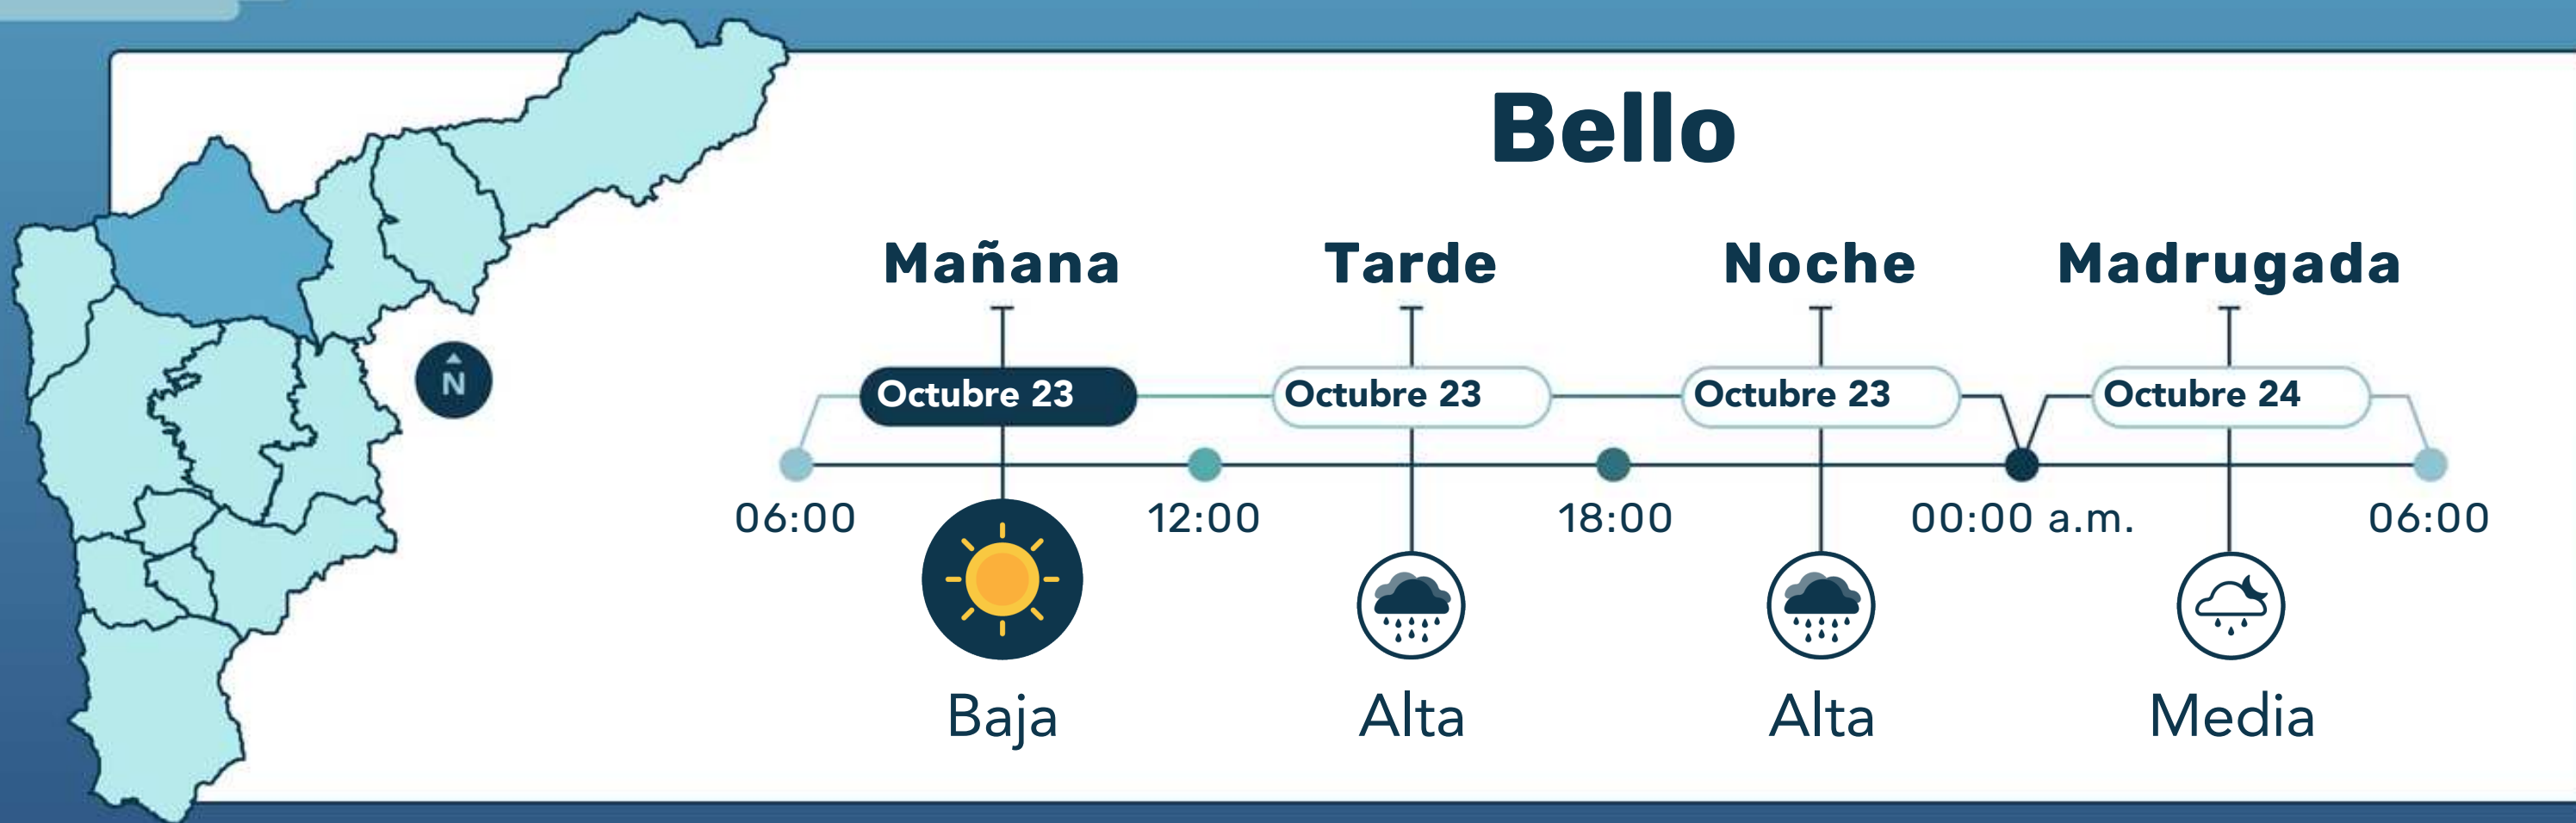 Bello
Mañana Tarde Noche Madrugada
N
Octubre 23 Octubre 23 Octubre 23 Octubre 24
06:00 12:00 18:00 00:00 a.m. 06:00
Baja Alta Alta Media